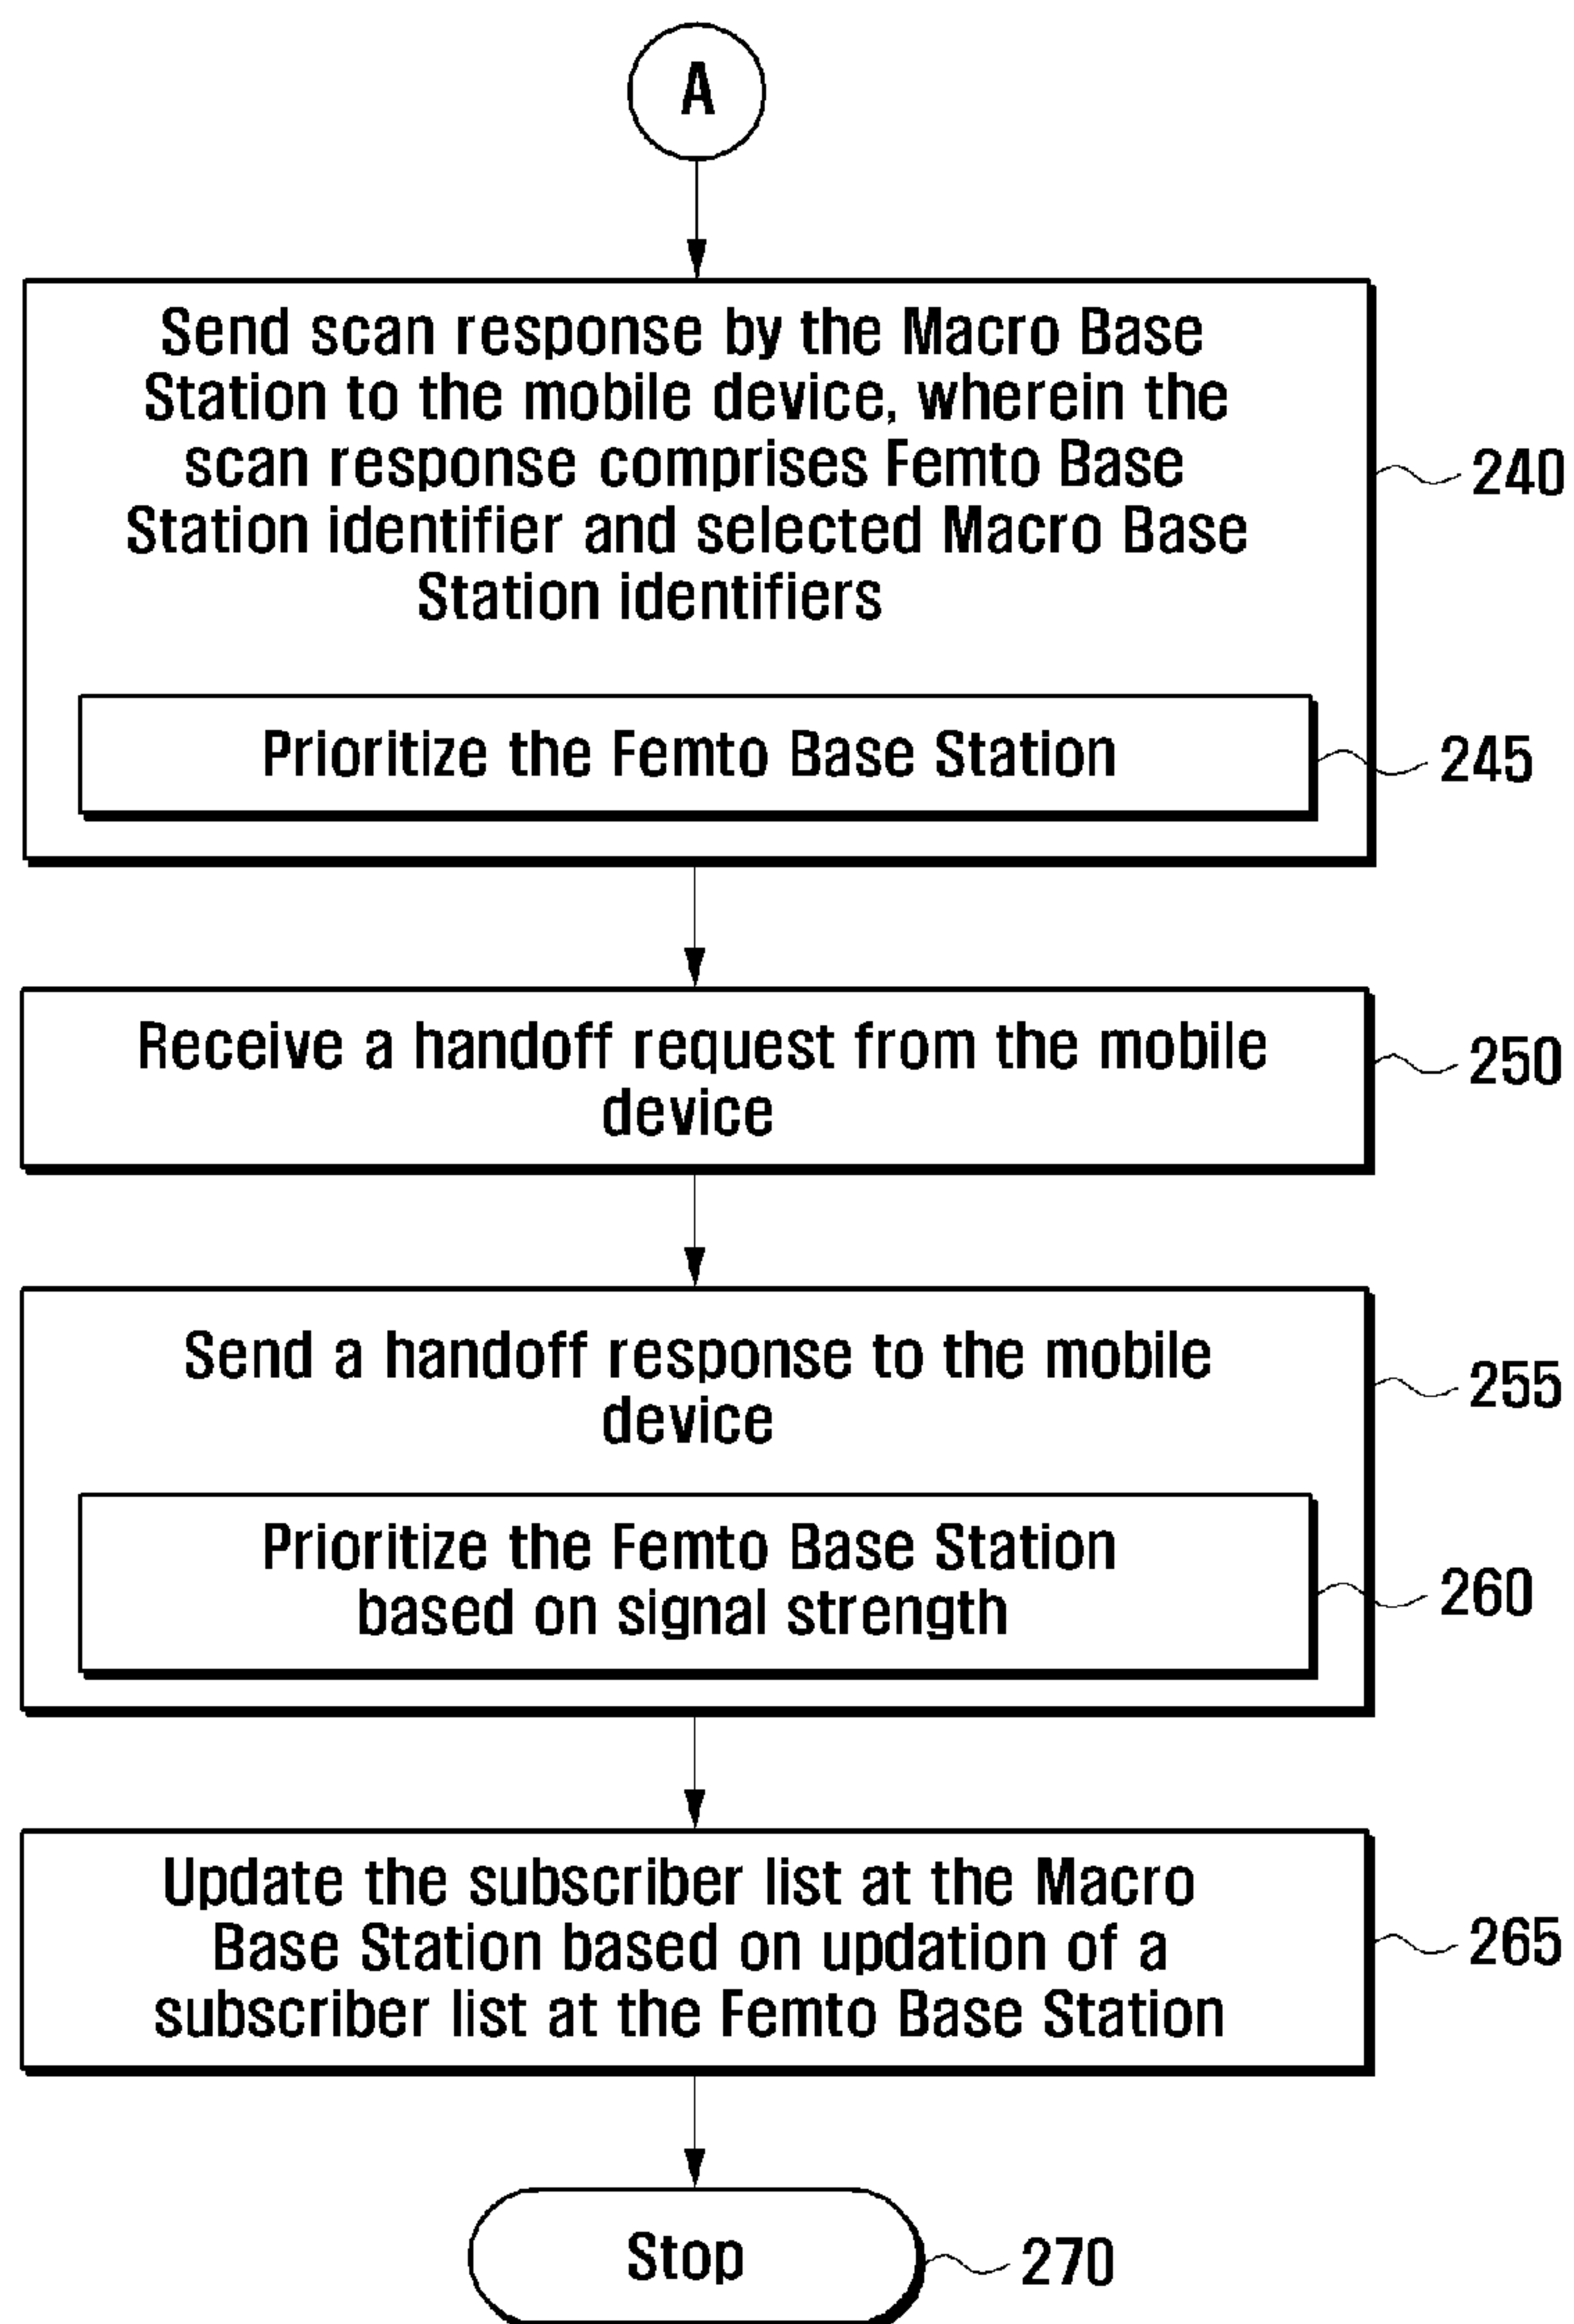 A
Send scan response by the Macro Base
Station to the mobile device, wherein the
scan response comprises Femto Base
Station identifier and selected Macro Base
Station identifiers
240
Prioritize the Femto Base Station
245
Receive a handoff request from the mobile
device
250
Send a handoff response to the mobile
device
255
Prioritize the Femto Base Station
based on signal strength
260
Update the subscriber list at the Macro
Base Station based on updation of a
subscriber list at the Femto Base Station
265
Stop
270